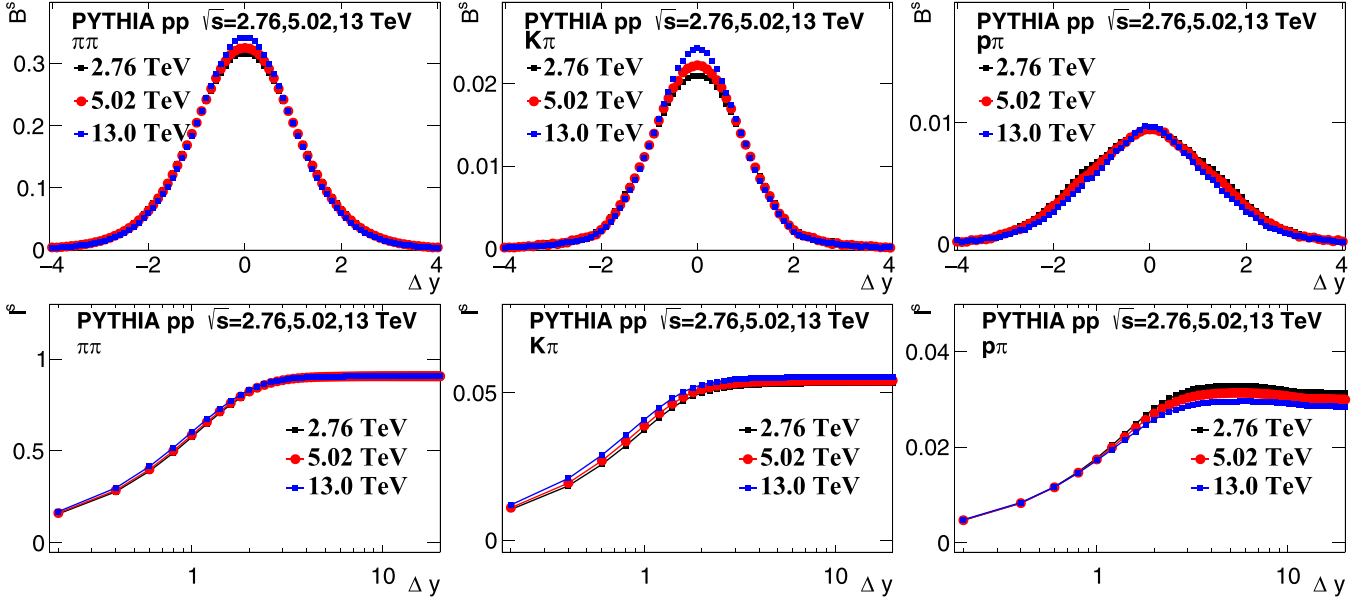 B^s
PYTHIA pp √s=2.76,5.02,13 TeV
ππ
2.76 TeV
5.02 TeV
13.0 TeV
0.3
0.2
0.1
0
−4 −2 0 2 4
Δ y
B^s
PYTHIA pp √s=2.76,5.02,13 TeV
Kπ
2.76 TeV
5.02 TeV
13.0 TeV
0.02
0.01
0
−4 −2 0 2 4
Δ y
B^s
PYTHIA pp √s=2.76,5.02,13 TeV
pπ
2.76 TeV
5.02 TeV
13.0 TeV
0.01
0
−4 −2 0 2 4
Δ y
PYTHIA pp √s=2.76,5.02,13 TeV
ππ
1
0.5
0
2.76 TeV
5.02 TeV
13.0 TeV
1 10
Δ y
PYTHIA pp √s=2.76,5.02,13 TeV
Kπ
0.05
0
2.76 TeV
5.02 TeV
13.0 TeV
1 10
Δ y
PYTHIA pp √s=2.76,5.02,13 TeV
pπ
0.04
0.02
0
2.76 TeV
5.02 TeV
13.0 TeV
1 10
Δ y